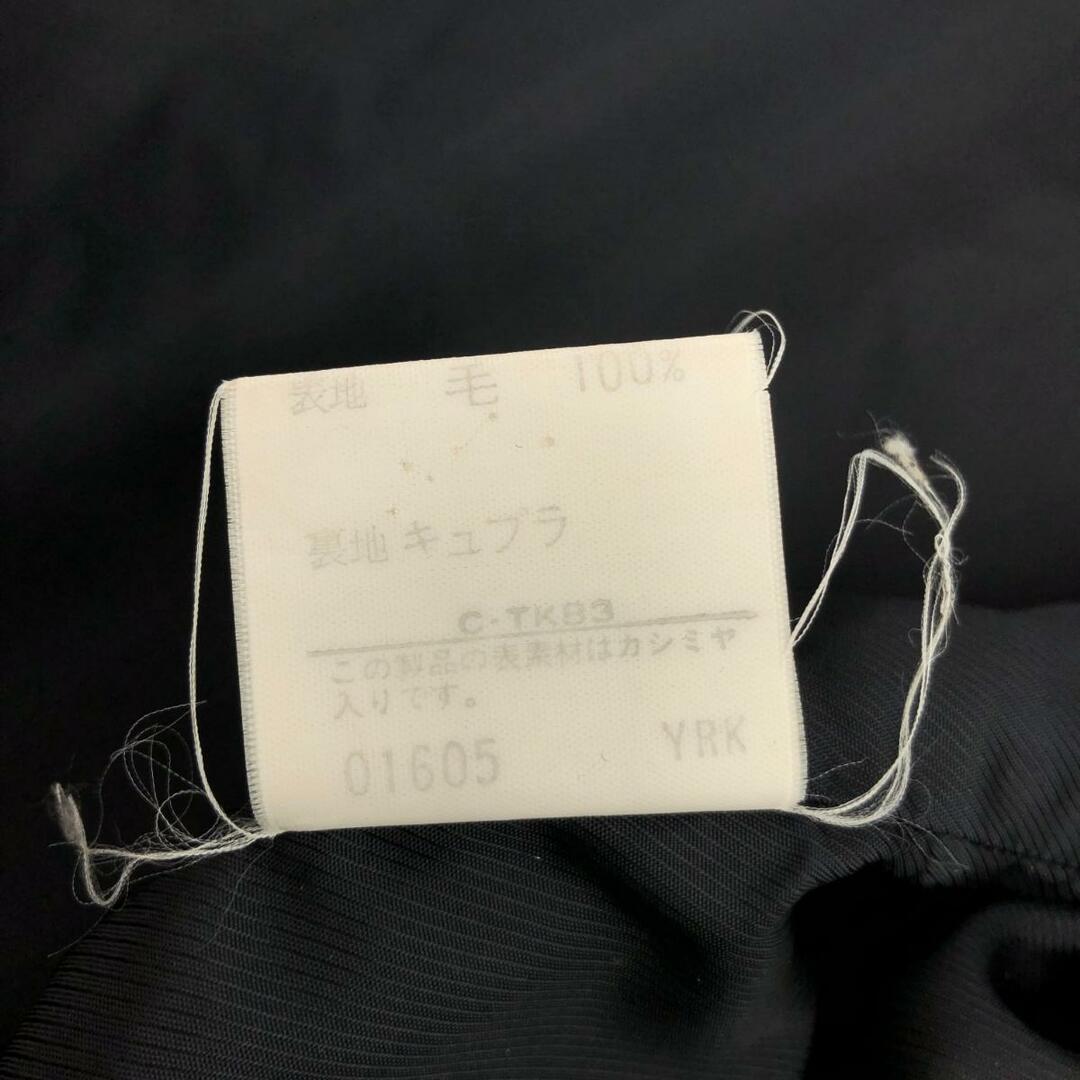 表地 毛 100%
裏地 キュプラ
C-TKB3
この製品の表素材はカシミヤ
入りです。
01605 YRK